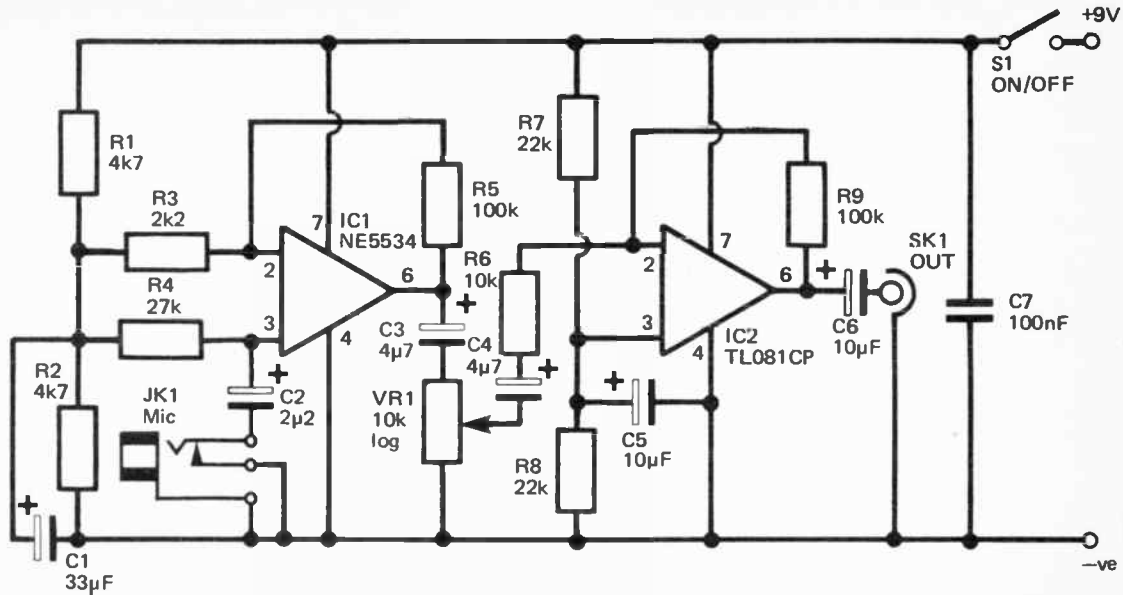 +9V
S1
ON/OFF
R1
4k7
R3
2k2
R4
27k
R2
4k7
JK1
Mic
C1
33µF
C2
2µ2
7
IC1
NE5534
2
3
6
4
R5
100k
R6
10k
C3
4µ7
C4
4µ7
VR1
10k
log
R7
22k
R8
22k
C5
10µF
2
3
7
6
4
IC2
TL081CP
R9
100k
C6
10µF
SK1
OUT
C7
100nF
+
+
+
+
+
+
–ve